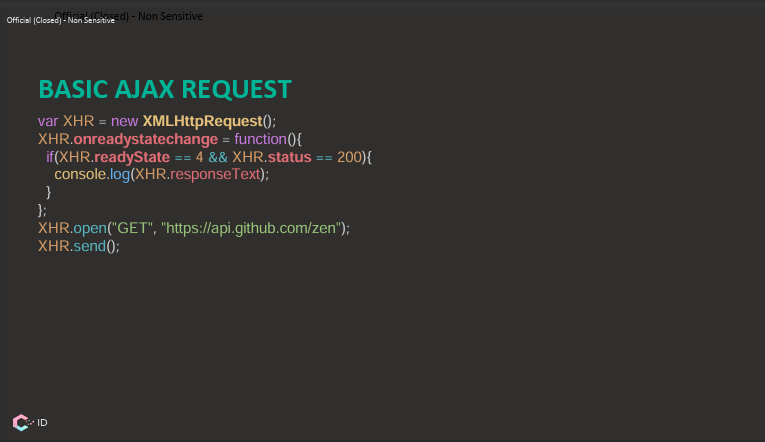 Official (Closed) - Non Sensitive
Official (Closed) - Non Sensitive
BASIC AJAX REQUEST
var XHR = new XMLHttpRequest();
XHR.onreadystatechange = function(){
  if(XHR.readyState == 4 && XHR.status == 200){
    console.log(XHR.responseText);
  }
};
XHR.open("GET", "https://api.github.com/zen");
XHR.send();
ID